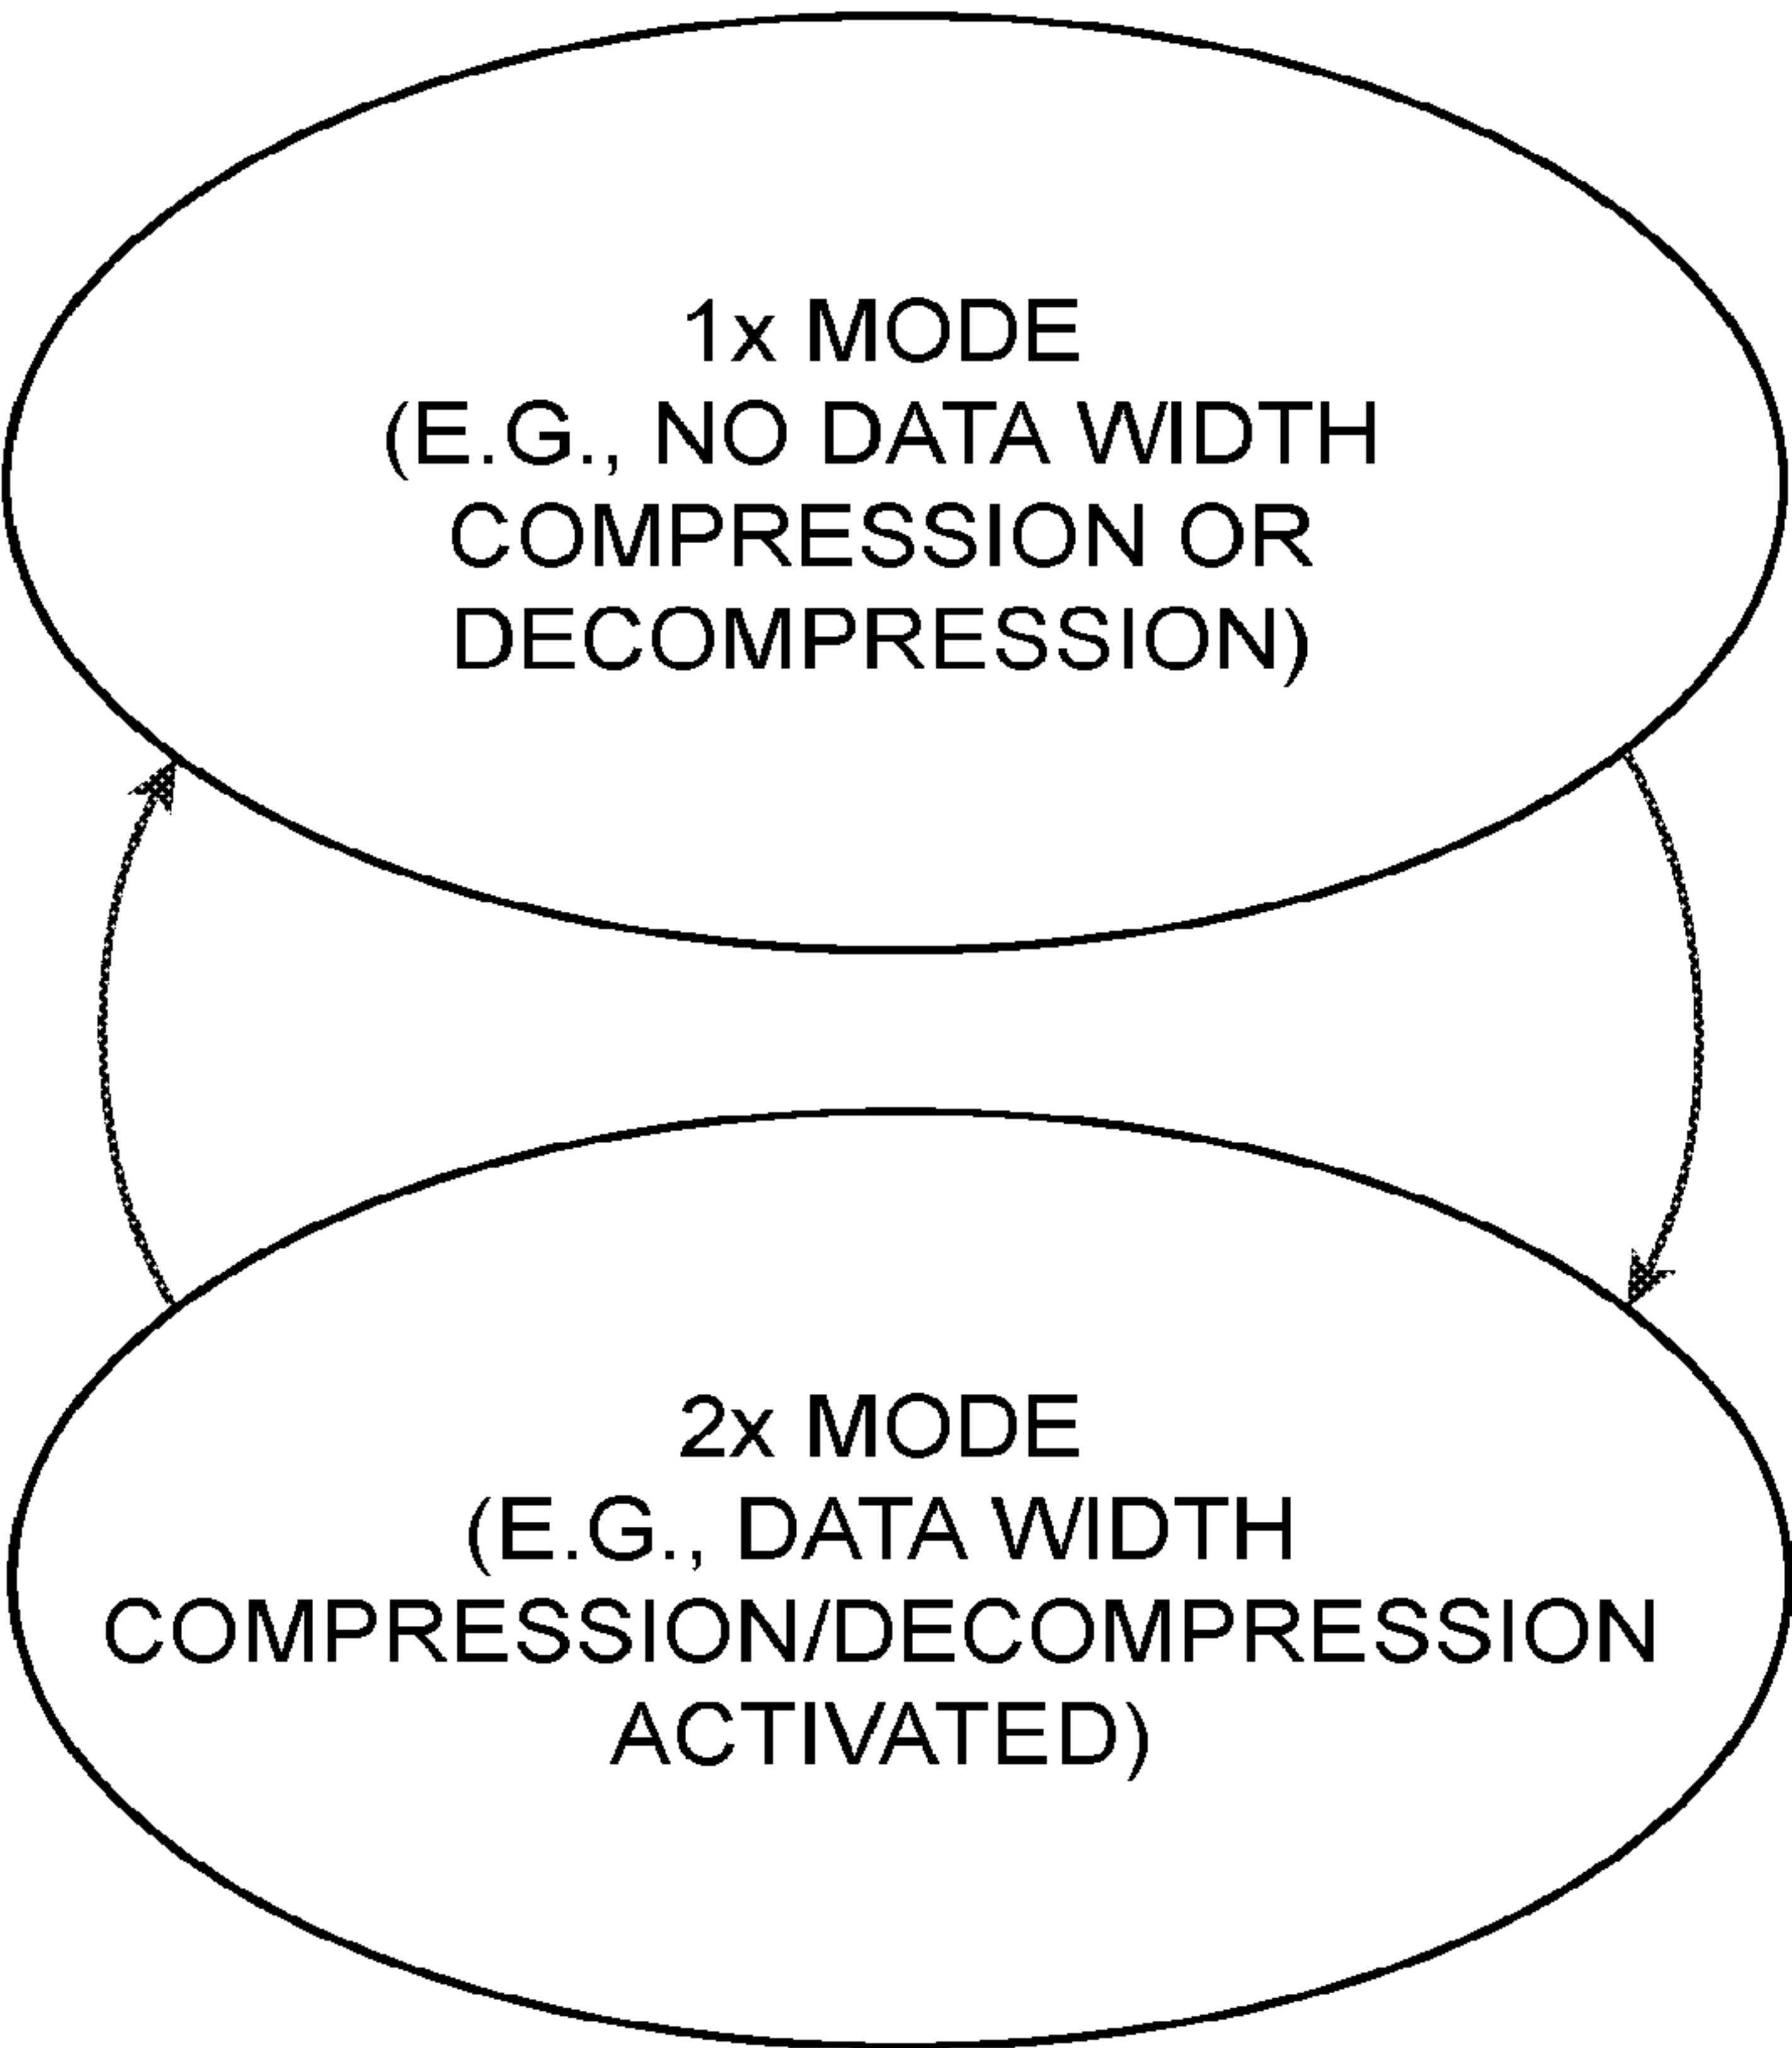 1x MODE
(E.G., NO DATA WIDTH
COMPRESSION OR
DECOMPRESSION)
2x MODE
(E.G., DATA WIDTH
COMPRESSION/DECOMPRESSION
ACTIVATED)